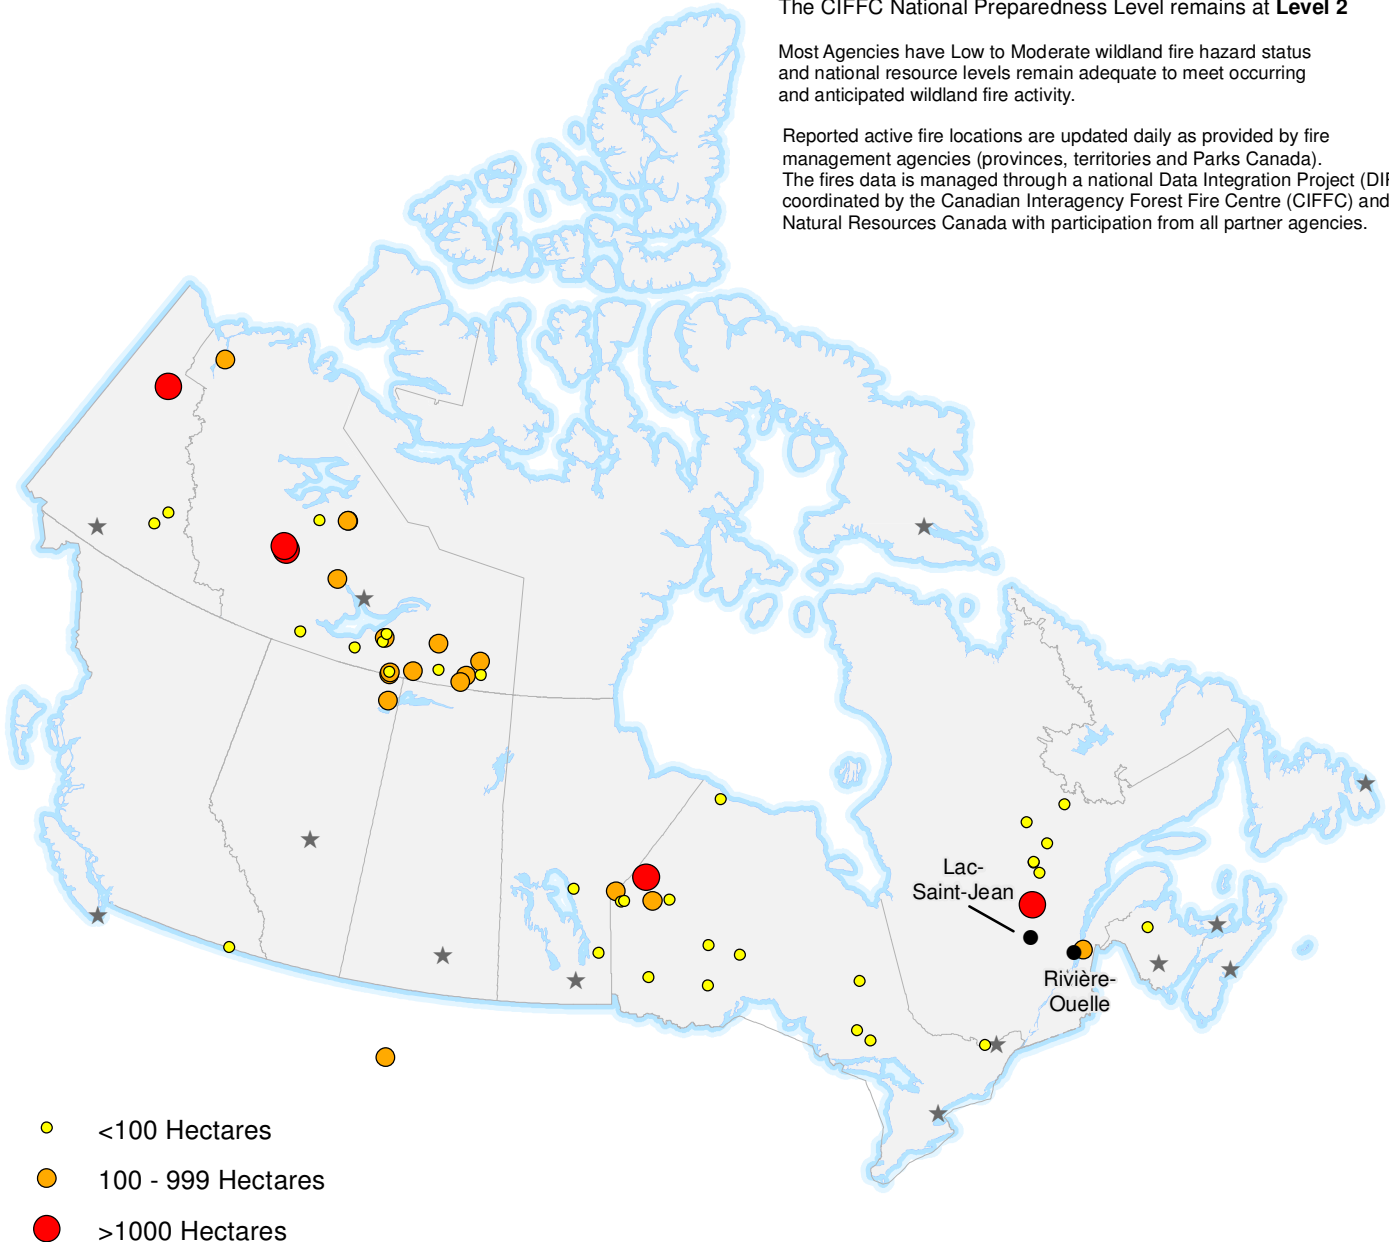 The CIFFC National Preparedness Level remains at Level 2
Most Agencies have Low to Moderate wildland fire hazard status
and national resource levels remain adequate to meet occurring
and anticipated wildland fire activity.
Reported active fire locations are updated daily as provided by fire
management agencies (provinces, territories and Parks Canada).
The fires data is managed through a national Data Integration Project
coordinated by the Canadian Interagency Forest Fire Centre (CIFFC) and
Natural Resources Canada with participation from all partner agencies.
Lac-
Saint-Jean
Rivière-
Ouelle
<100 Hectares
100 - 999 Hectares
>1000 Hectares